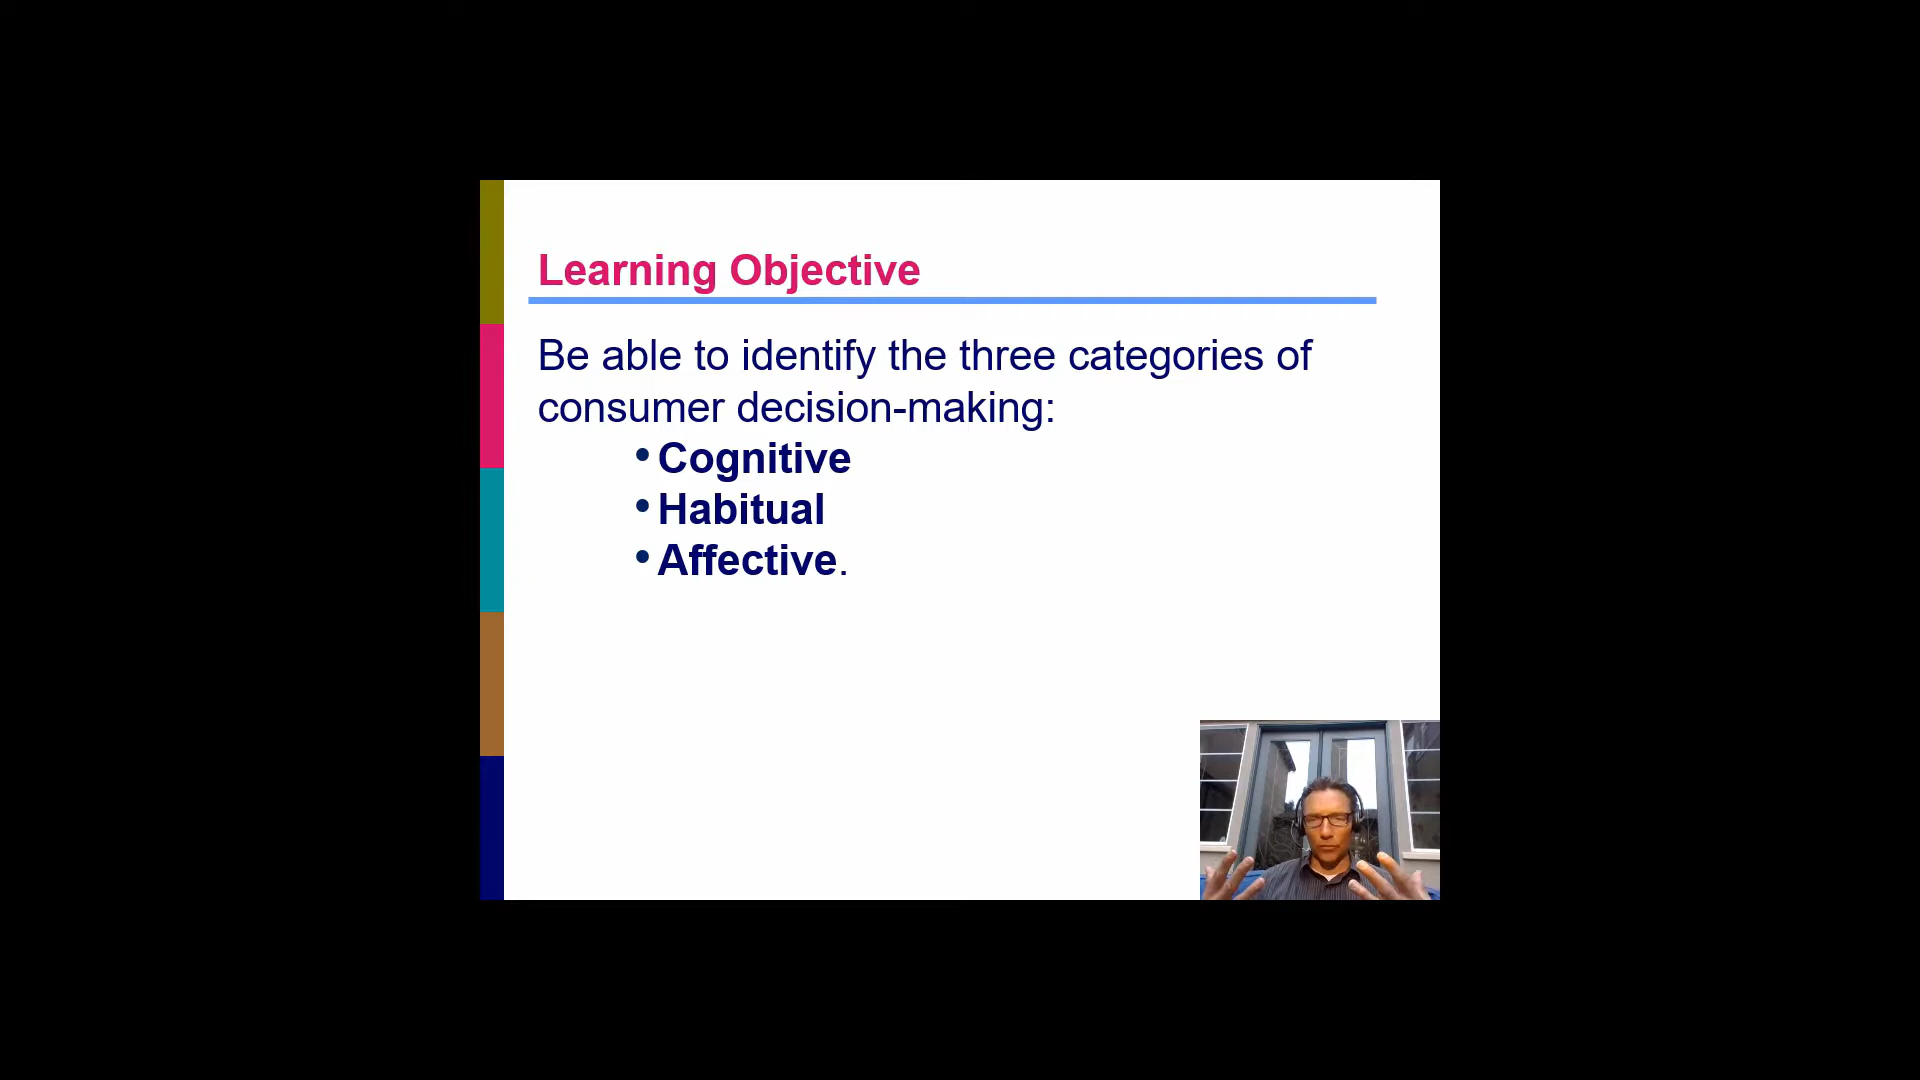 Learning Objective
Be able to identify the three categories of
consumer decision-making:
• Cognitive
• Habitual
• Affective.